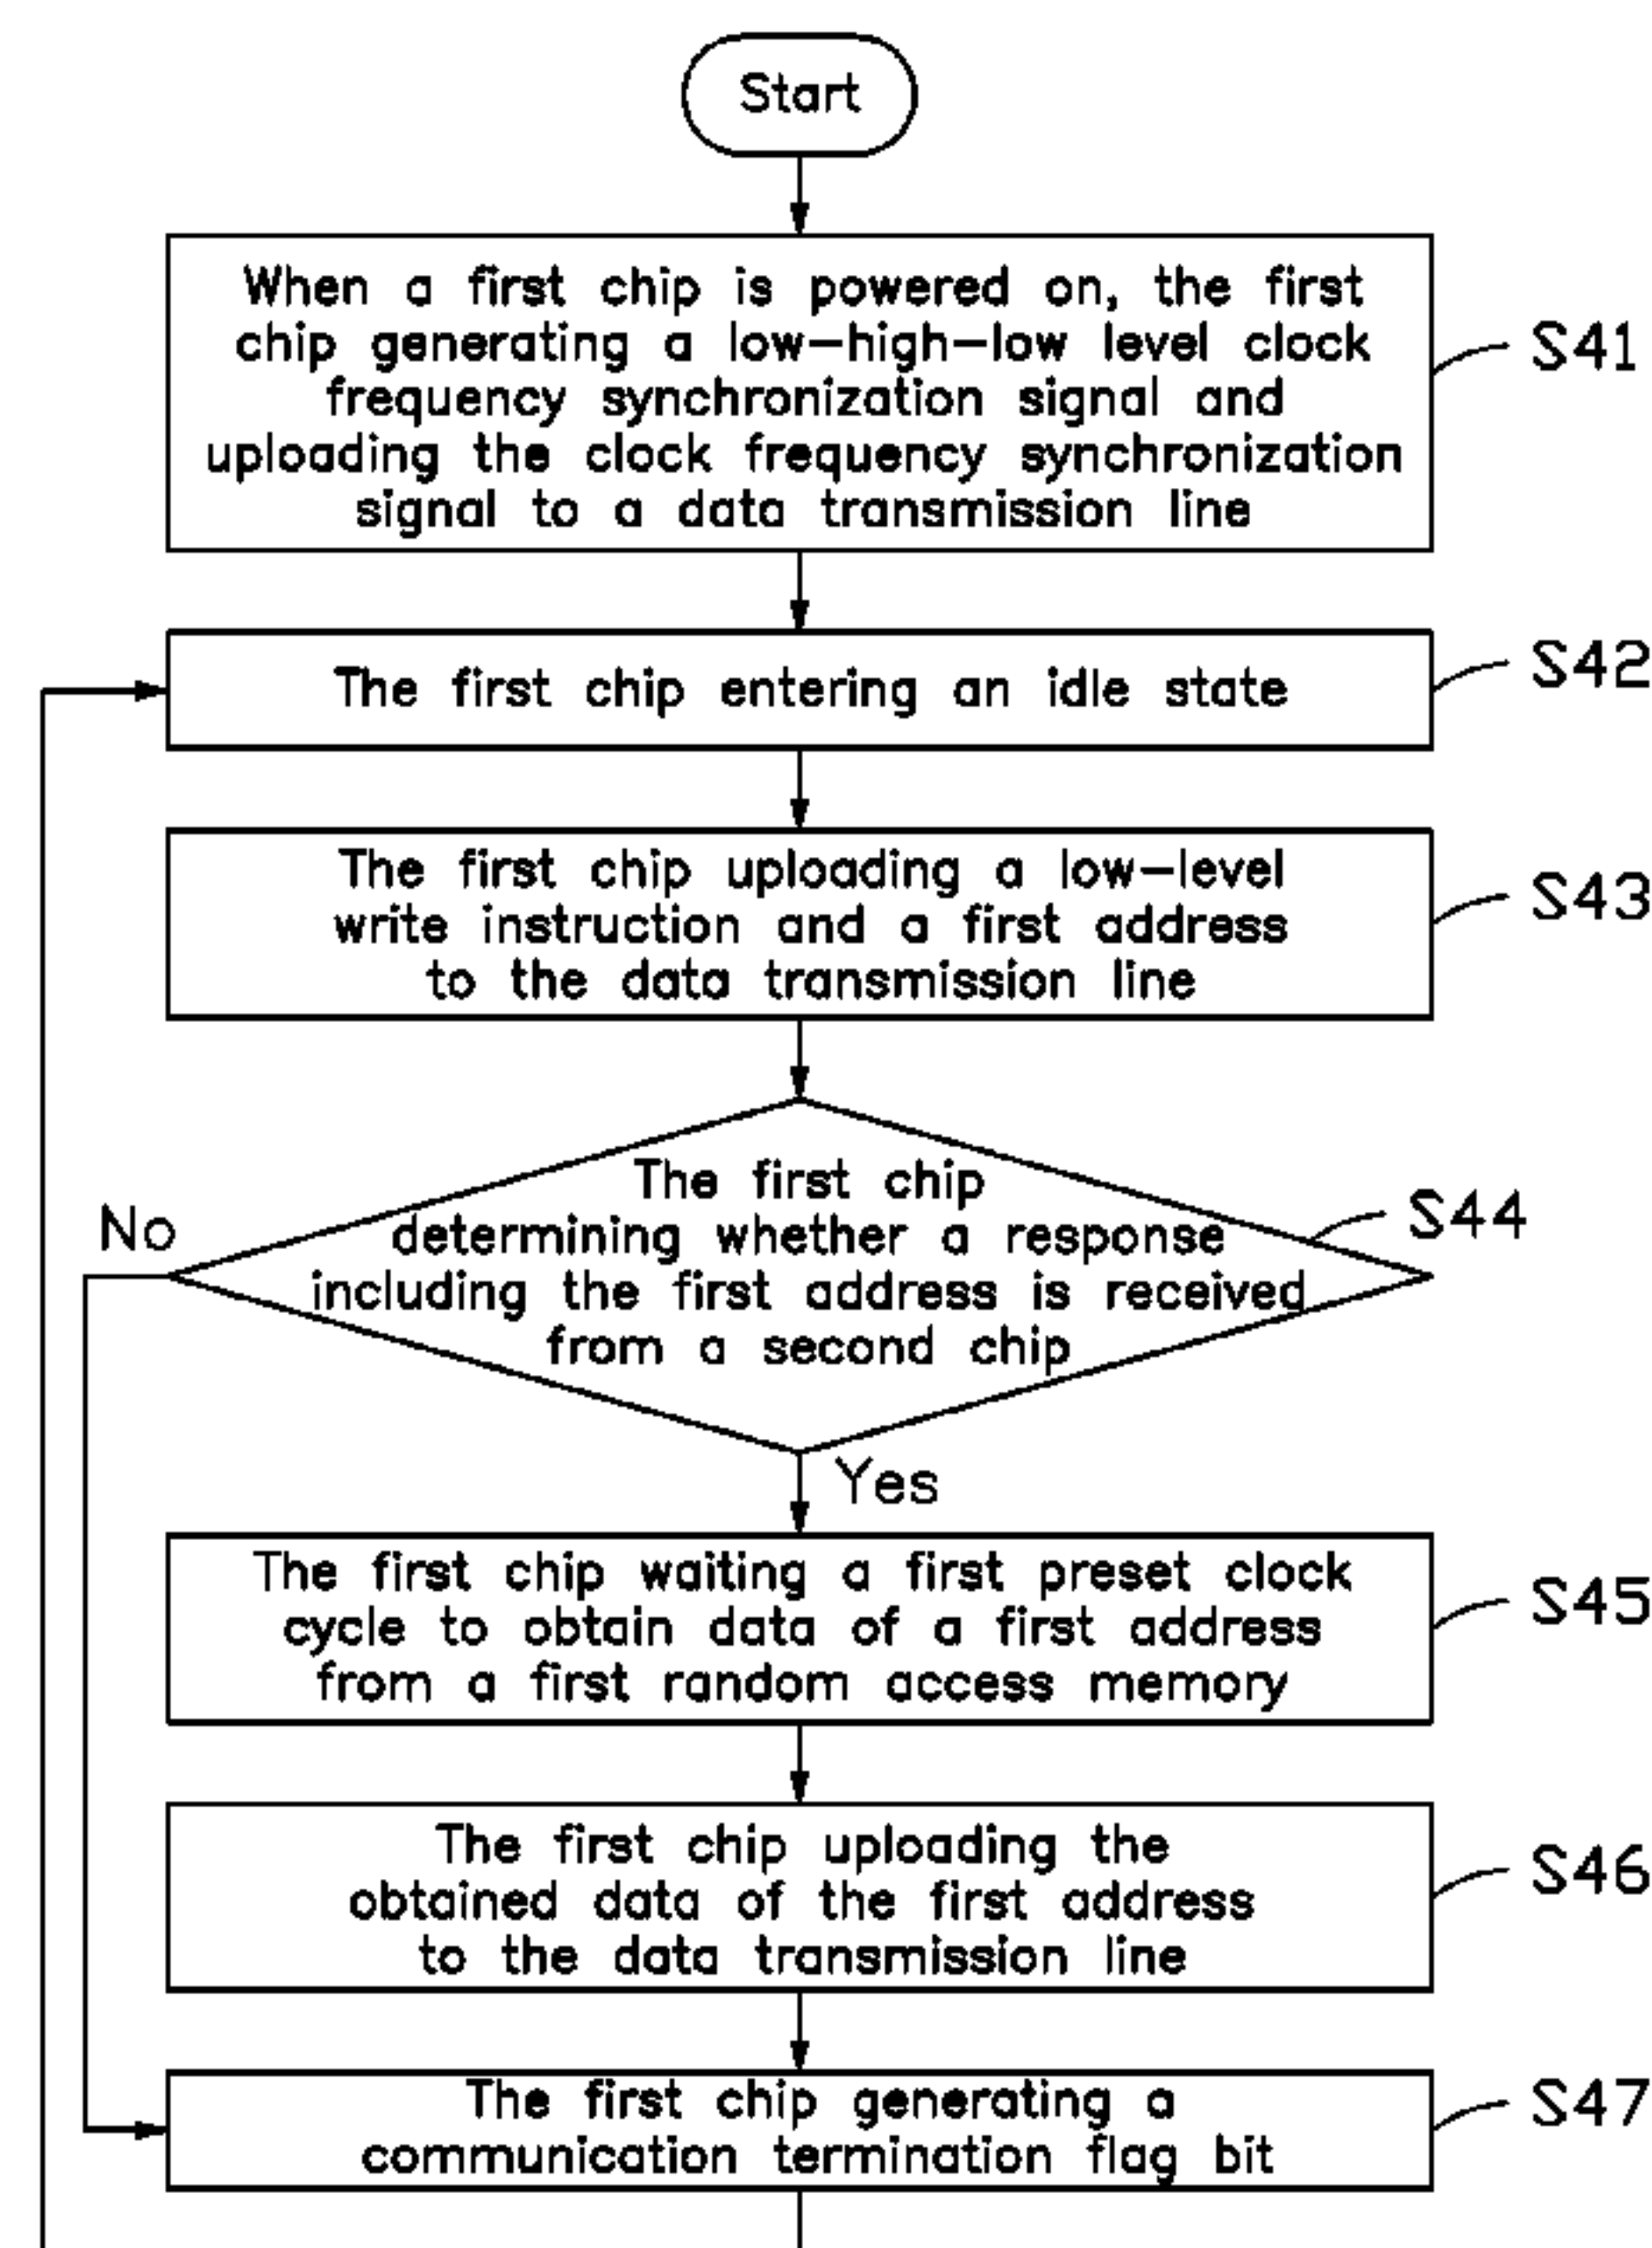 Start
When a first chip is powered on, the first
chip generating a low-high-low level clock
frequency synchronization signal and
uploading the clock frequency synchronization
signal to a data transmission line
S41
The first chip entering an idle state
S42
The first chip uploading a low-level
write instruction and a first address
to the data transmission line
S43
The first chip
determining whether a response
including the first address is received
from a second chip
S44
No
Yes
The first chip waiting a first preset clock
cycle to obtain data of a first address
from a first random access memory
S45
The first chip uploading the
obtained data of the first address
to the data transmission line
S46
The first chip generating a
communication termination flag bit
S47